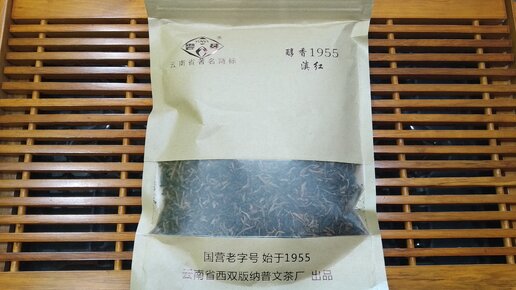 云南省著名商标
醇香1955
滇红
国营老字号 始于1955
云南省西双版纳普文茶厂 出品